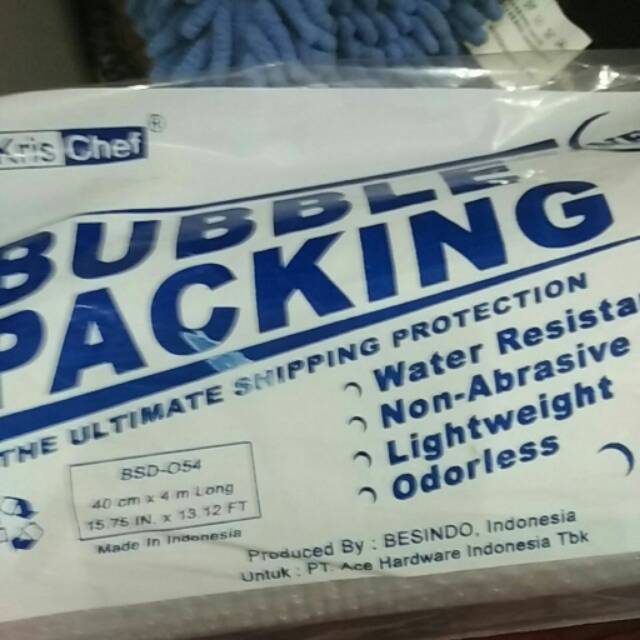 Kris Chef ®
BUBBLE
PACKING
THE ULTIMATE SHIPPING PROTECTION
Water Resista
Non-Abrasive
Lightweight
Odorless
BSD-O54
40 cm x 4 m Long
15.75 IN. x 13.12 FT
Made In Indonesia
Produced By : BESINDO, Indonesia
Untuk : PT. Ace Hardware Indonesia Tbk